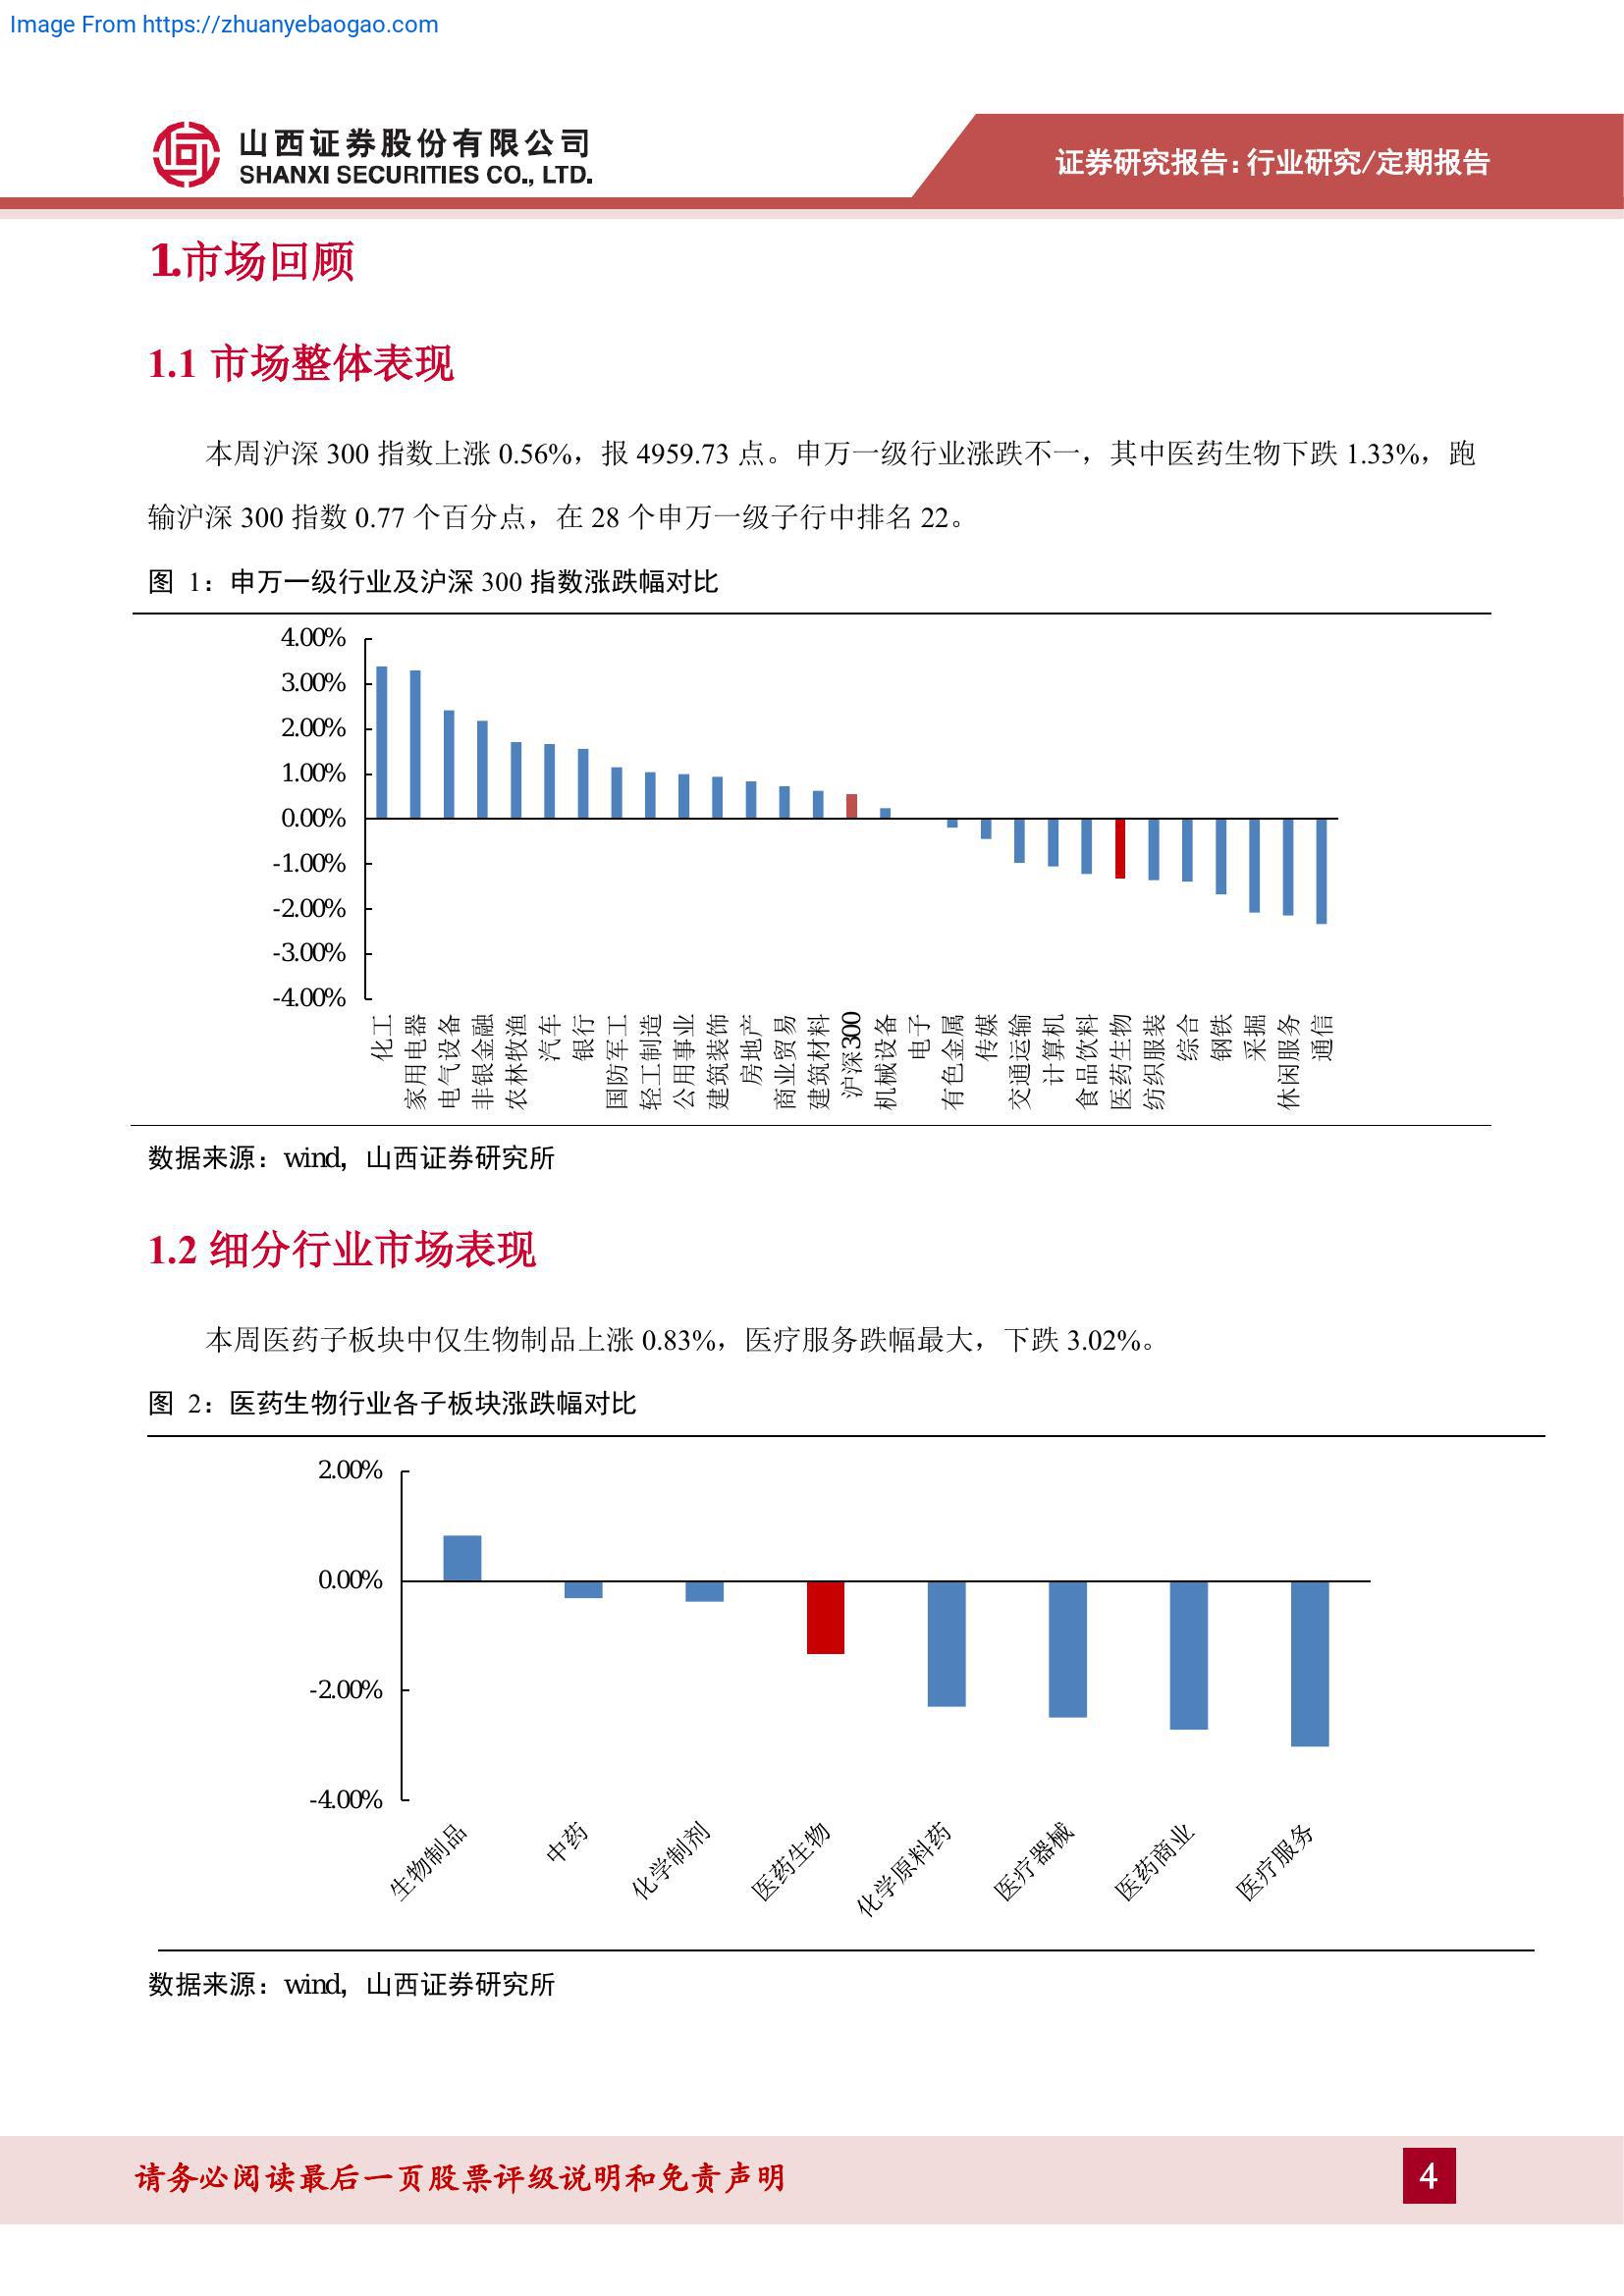 Image From https://zhuanyebaogao.com
山西证券股份有限公司
SHANXI SECURITIES CO., LTD.
证券研究报告：行业研究/定期报告
1.市场回顾
1.1 市场整体表现
本周沪深 300 指数上涨 0.56%，报 4959.73 点。申万一级行业涨跌不一，其中医药生物下跌 1.33%，跑
输沪深 300 指数 0.77 个百分点，在 28 个申万一级子行中排名 22。
图 1：申万一级行业及沪深 300 指数涨跌幅对比
4.00%
3.00%
2.00%
1.00%
0.00%
-1.00%
-2.00%
-3.00%
-4.00%
化工
家用电器
电气设备
非银金融
农林牧渔
汽车
银行
国防军工
轻工制造
公用事业
建筑装饰
房地产
商业贸易
建筑材料
沪深300
机械设备
电子
有色金属
传媒
交通运输
计算机
食品饮料
医药生物
纺织服装
综合
钢铁
采掘
休闲服务
通信
数据来源：wind，山西证券研究所
1.2 细分行业市场表现
本周医药子板块中仅生物制品上涨 0.83%，医疗服务跌幅最大，下跌 3.02%。
图 2：医药生物行业各子板块涨跌幅对比
2.00%
0.00%
-2.00%
-4.00%
生物制品
中药
化学制剂
医药生物
化学原料药
医疗器械
医药商业
医疗服务
数据来源：wind，山西证券研究所
请务必阅读最后一页股票评级说明和免责声明
4